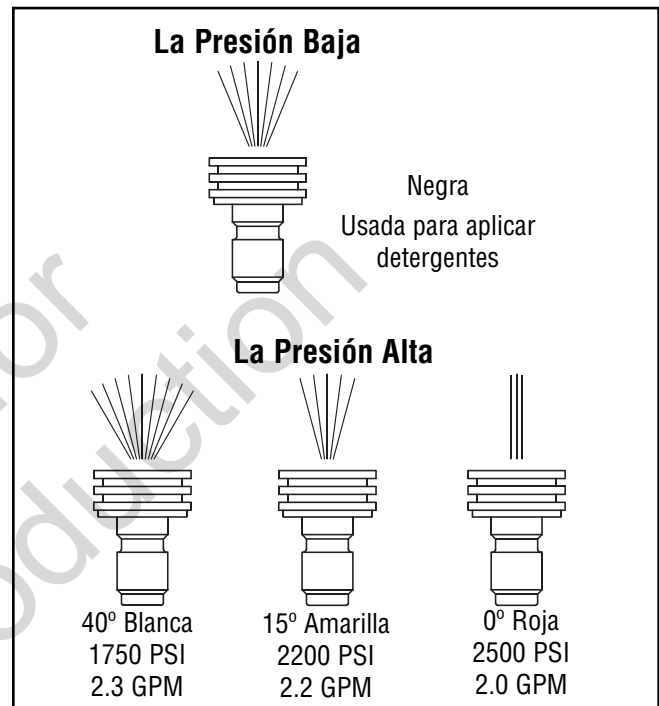 La Presión Baja
Negra
Usada para aplicar
detergentes
La Presión Alta
40º Blanca
1750 PSI
2.3 GPM
15º Amarilla
2200 PSI
2.2 GPM
0º Roja
2500 PSI
2.0 GPM